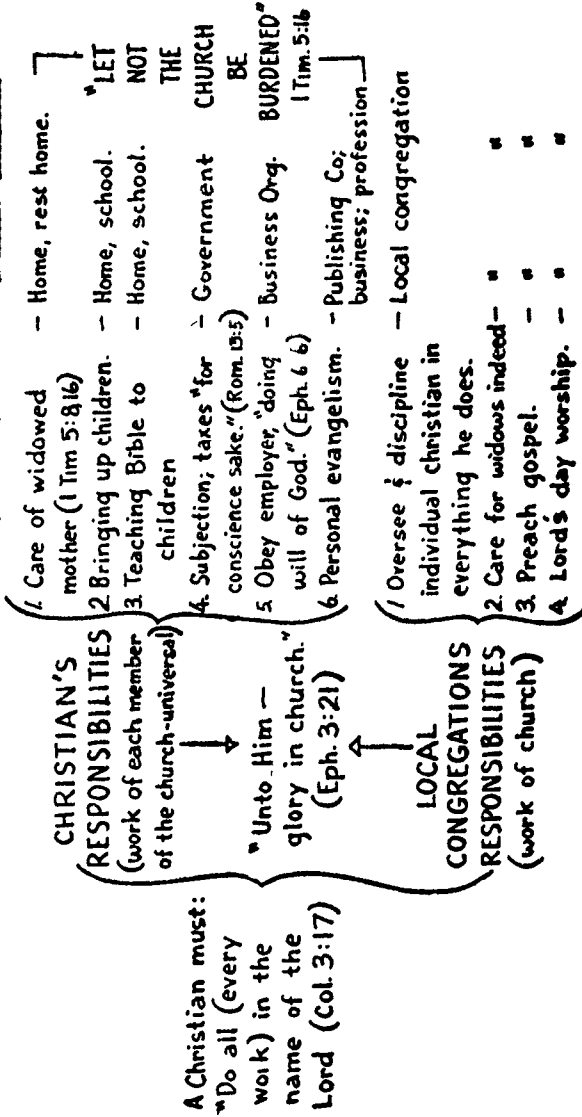 A Christian must:
"Do all (every
work) in the
name of the
Lord (Col. 3:17)
CHRISTIAN'S
RESPONSIBILITIES
(work of each member
of the church-universal)
"Unto Him —
glory in church."
(Eph. 3:21)
LOCAL
CONGREGATIONS
RESPONSIBILITIES
(work of church)
1. Care of widowed
mother (1 Tim 5:8,16)
– Home, rest home.
2 Bringing up children. – Home, school.
3. Teaching Bible to – Home, school.
children
4. Subjection; taxes "for – Government
conscience sake." (Rom. 13:5)
5. Obey employer, "doing – Business Org.
will of God." (Eph. 6 6)
6. Personal evangelism. – Publishing Co;
business; profession
"LET
NOT
THE
CHURCH
BE
BURDENED"
1 Tim. 5:16
1 Oversee & discipline – Local congregation
individual christian in
everything he does.
2. Care for widows indeed – " "
3. Preach gospel. – " "
4. Lord's day worship. – " "